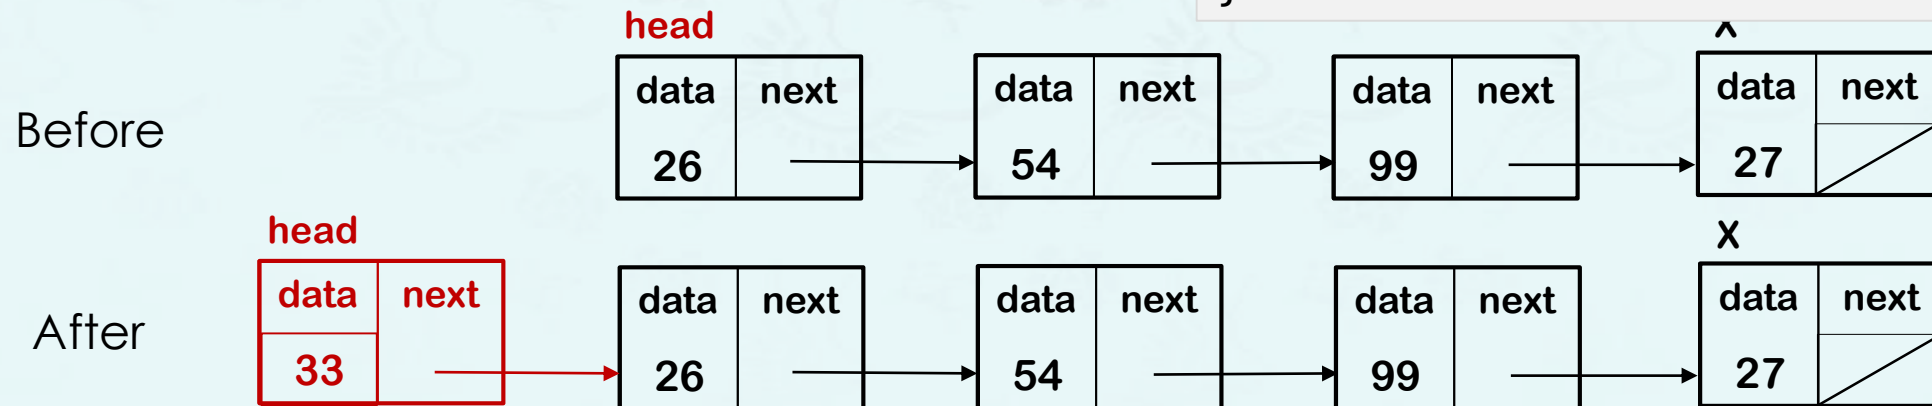 head
X
data next data next data next data next
Before
26 54 99 27
head
X
data next data next data next data next data next
After
33 26 54 99 27